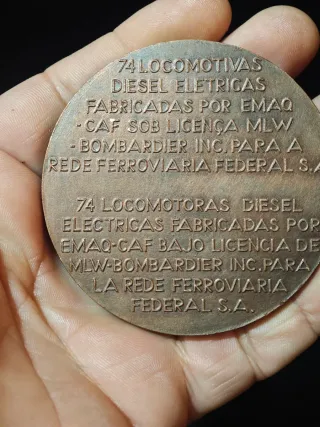 74 LOCOMOTIVAS
DIESEL ELETRICAS
FABRICADAS POR EMAQ
-CAF SOB LICENÇA MLW
-BOMBARDIER INC. PARA A
REDE FERROVIARIA FEDERAL S.A.
74 LOCOMOTORAS DIESEL
ELECTRICAS FABRICADAS POR
EMAQ-CAF BAJO LICENCIA DE
MLW-BOMBARDIER INC. PARA
LA REDE FERROVIARIA
FEDERAL S.A.